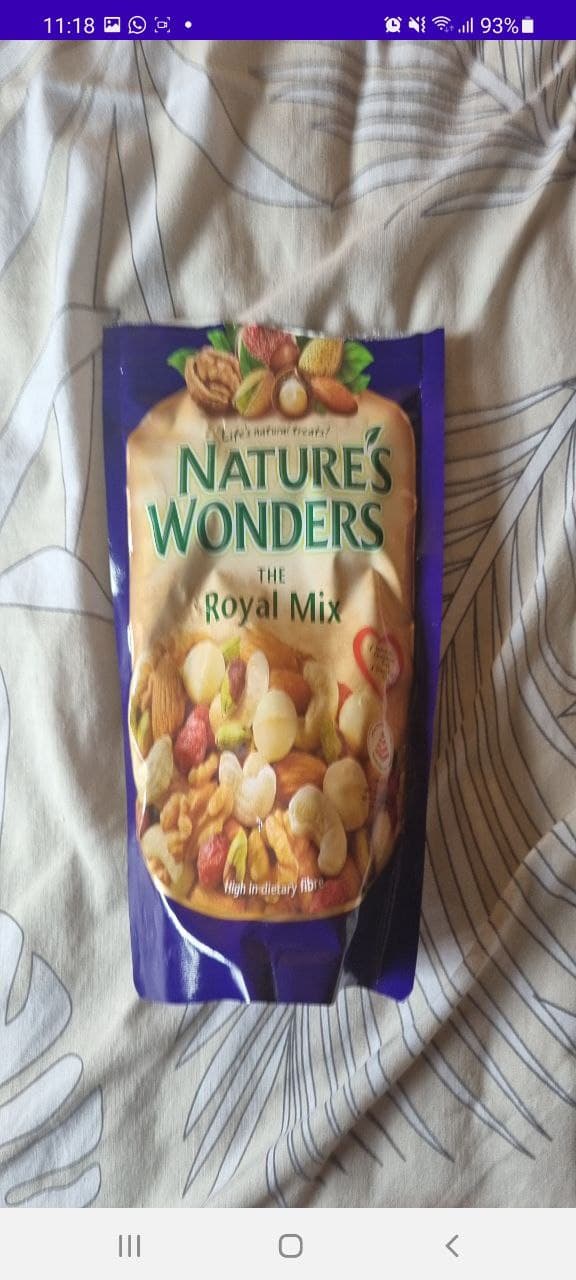 11:18
93%
Life's natural treats!
NATURE'S
WONDERS
THE
Royal Mix
High in dietary fibre